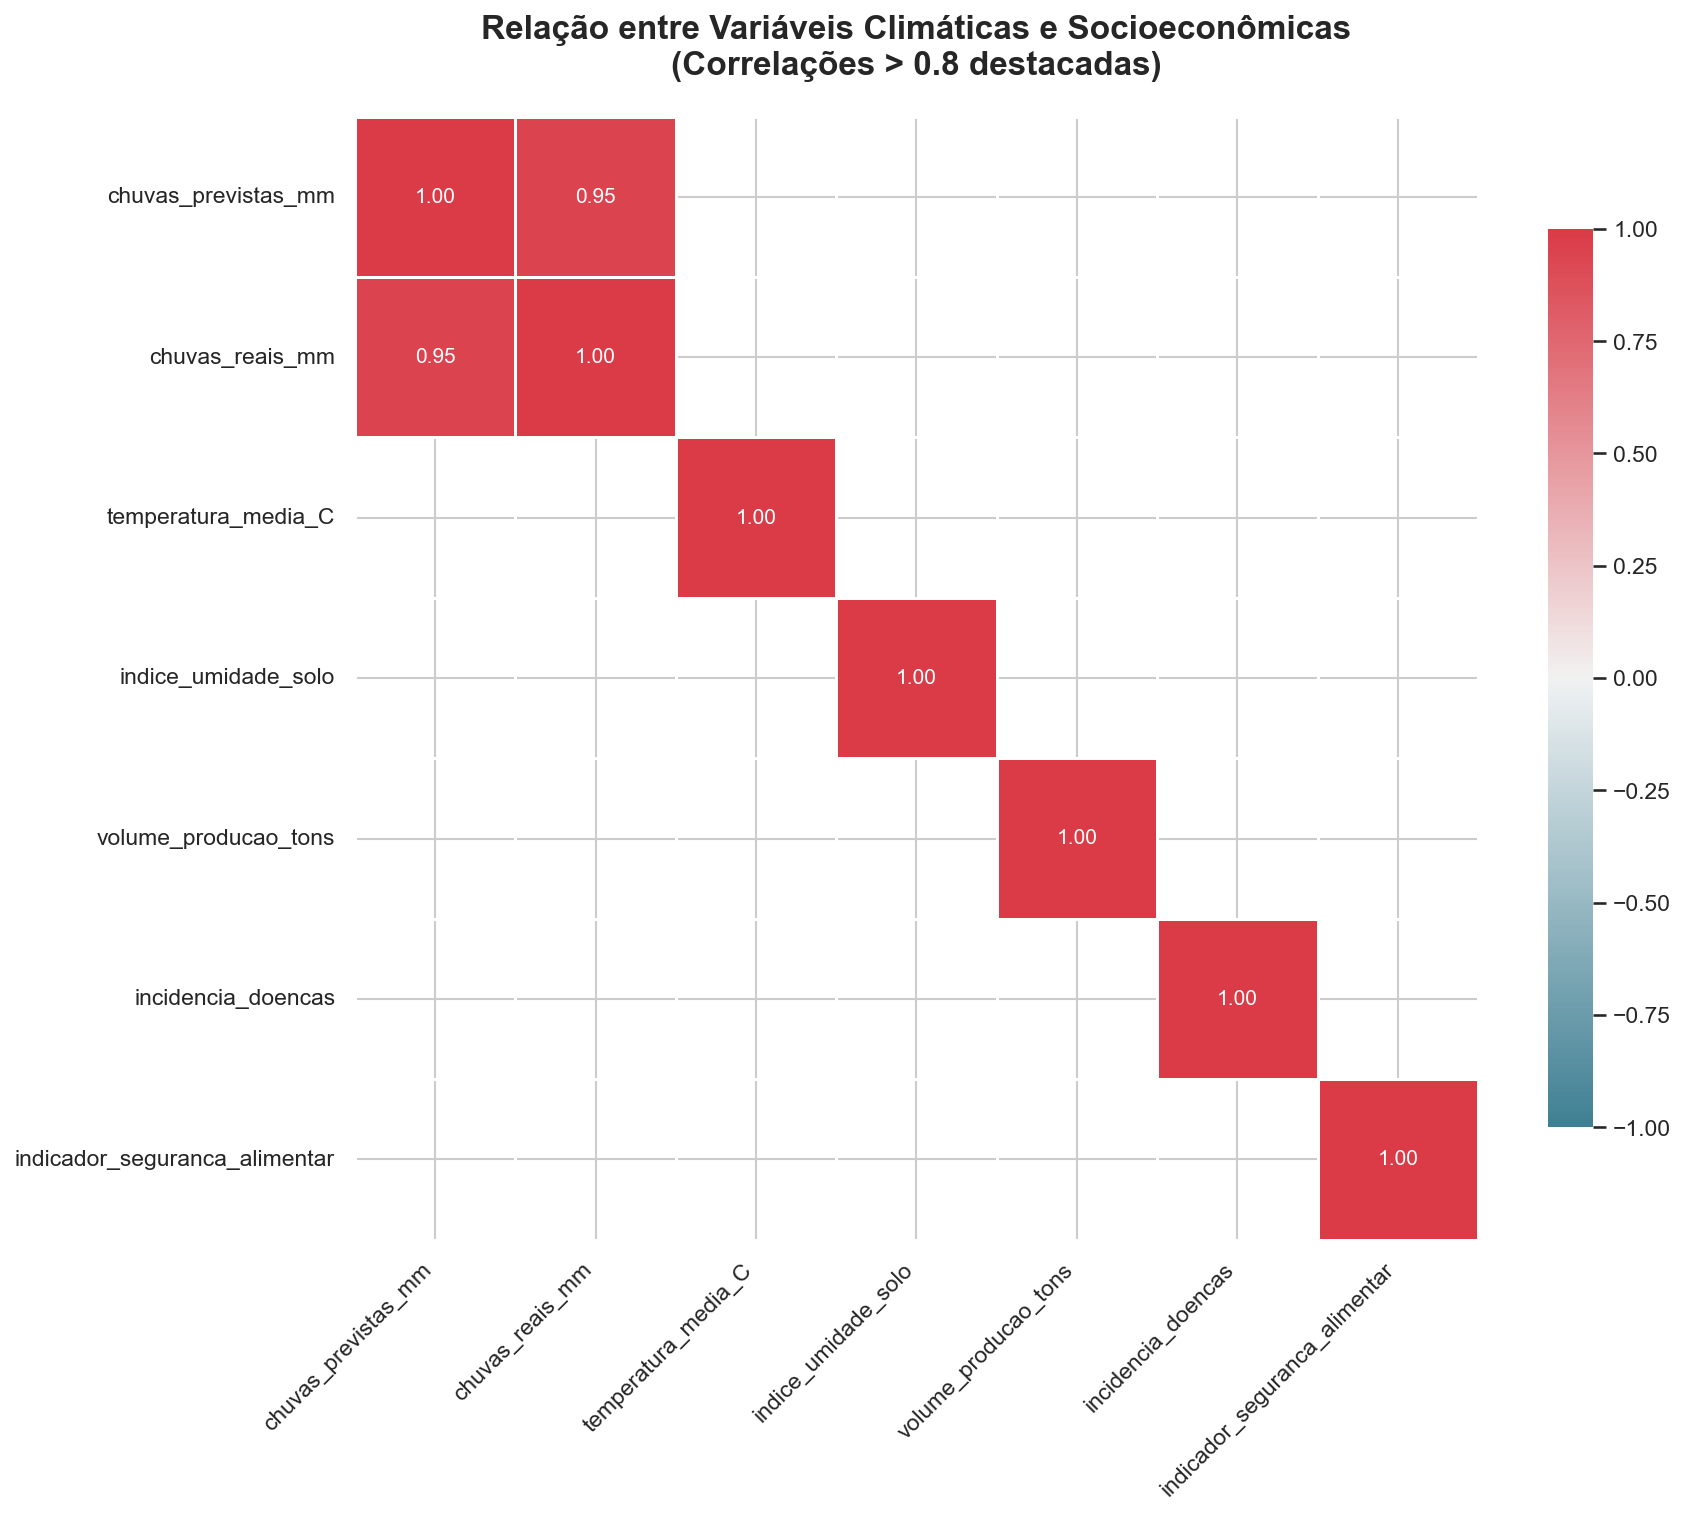 Relação entre Variáveis Climáticas e Socioeconômicas
(Correlações > 0.8 destacadas)
chuvas_previstas_mm
1.00
0.95
chuvas_reais_mm
0.95
1.00
temperatura_media_C
1.00
indice_umidade_solo
1.00
volume_producao_tons
1.00
incidencia_doencas
1.00
indicador_seguranca_alimentar
1.00
chuvas_previstas_mm
chuvas_reais_mm
temperatura_media_C
indice_umidade_solo
volume_producao_tons
incidencia_doencas
indicador_seguranca_alimentar
1.00
0.75
0.50
0.25
0.00
−0.25
−0.50
−0.75
−1.00